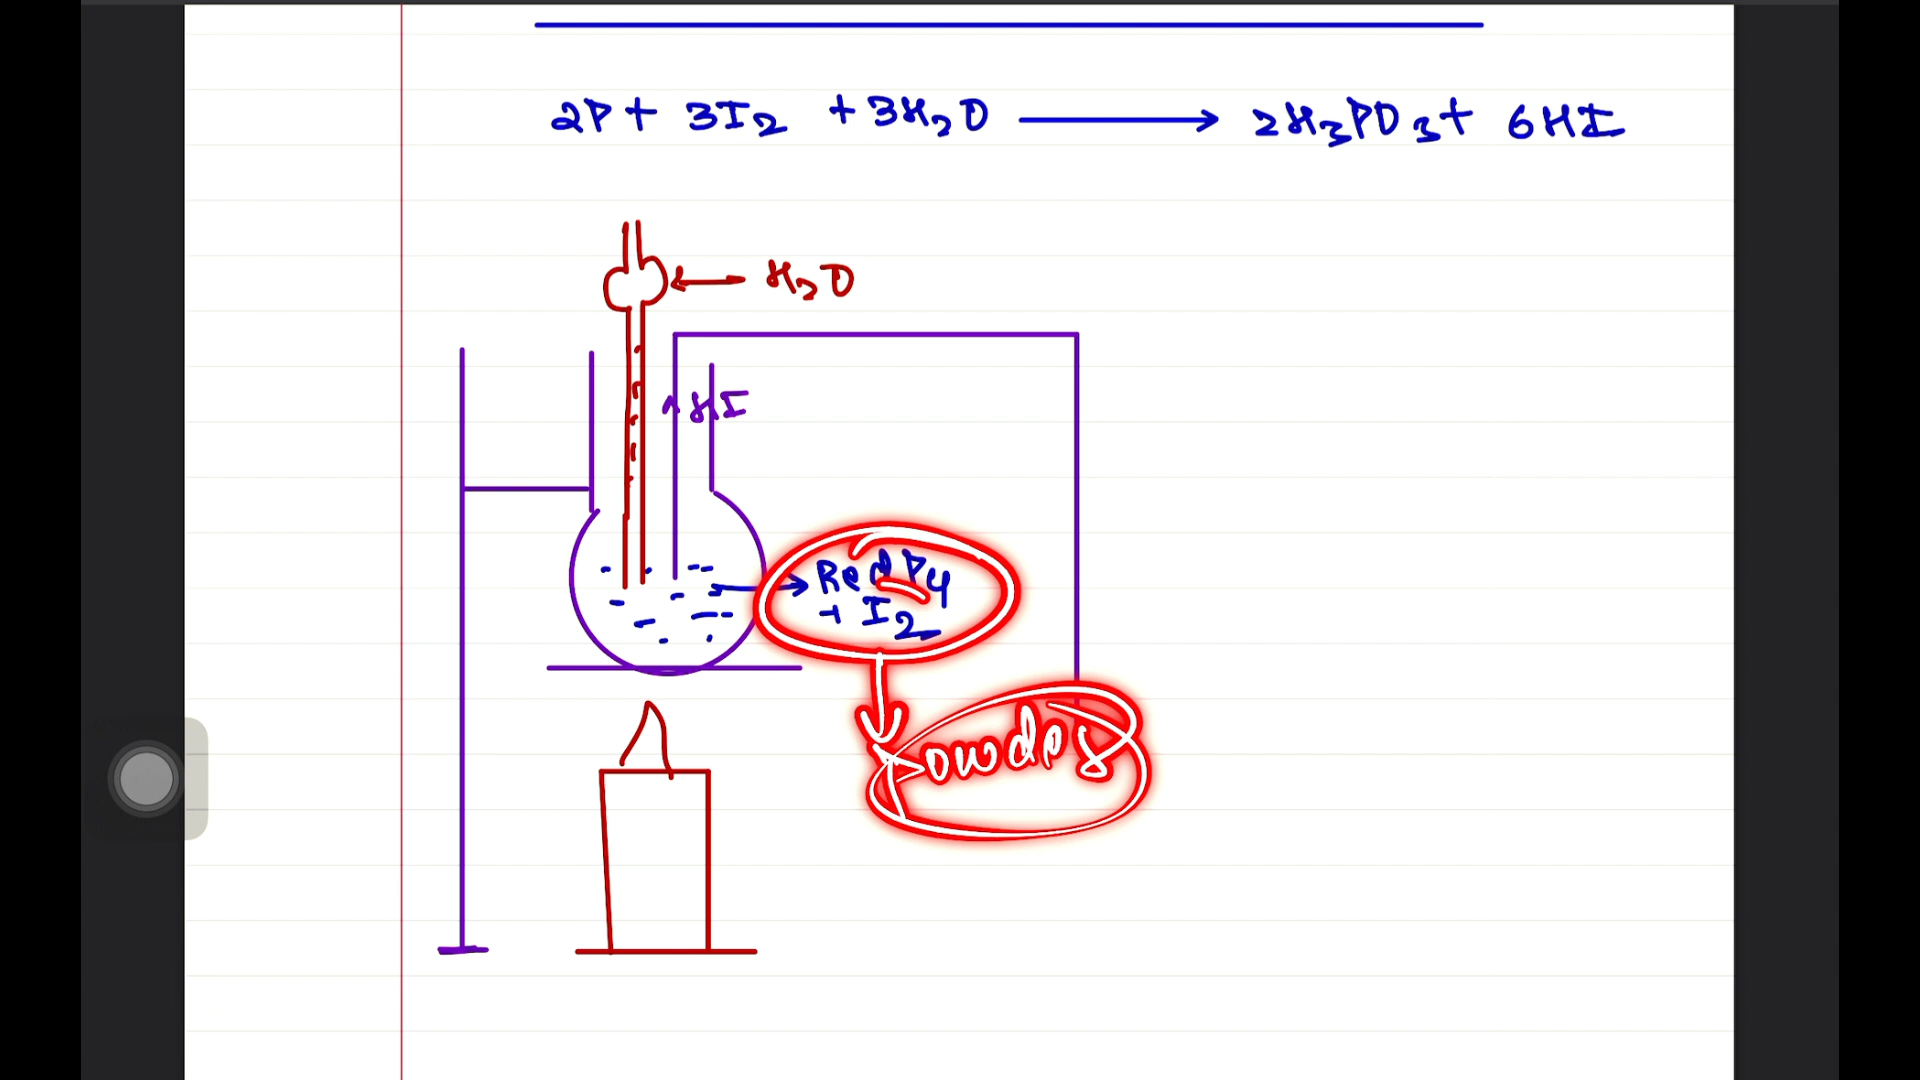 2P + 3I₂ + 3H₂O ⟶ 2H₃PO₃ + 6HI
H₂O
HI
Red P₄
+ I₂
Powder